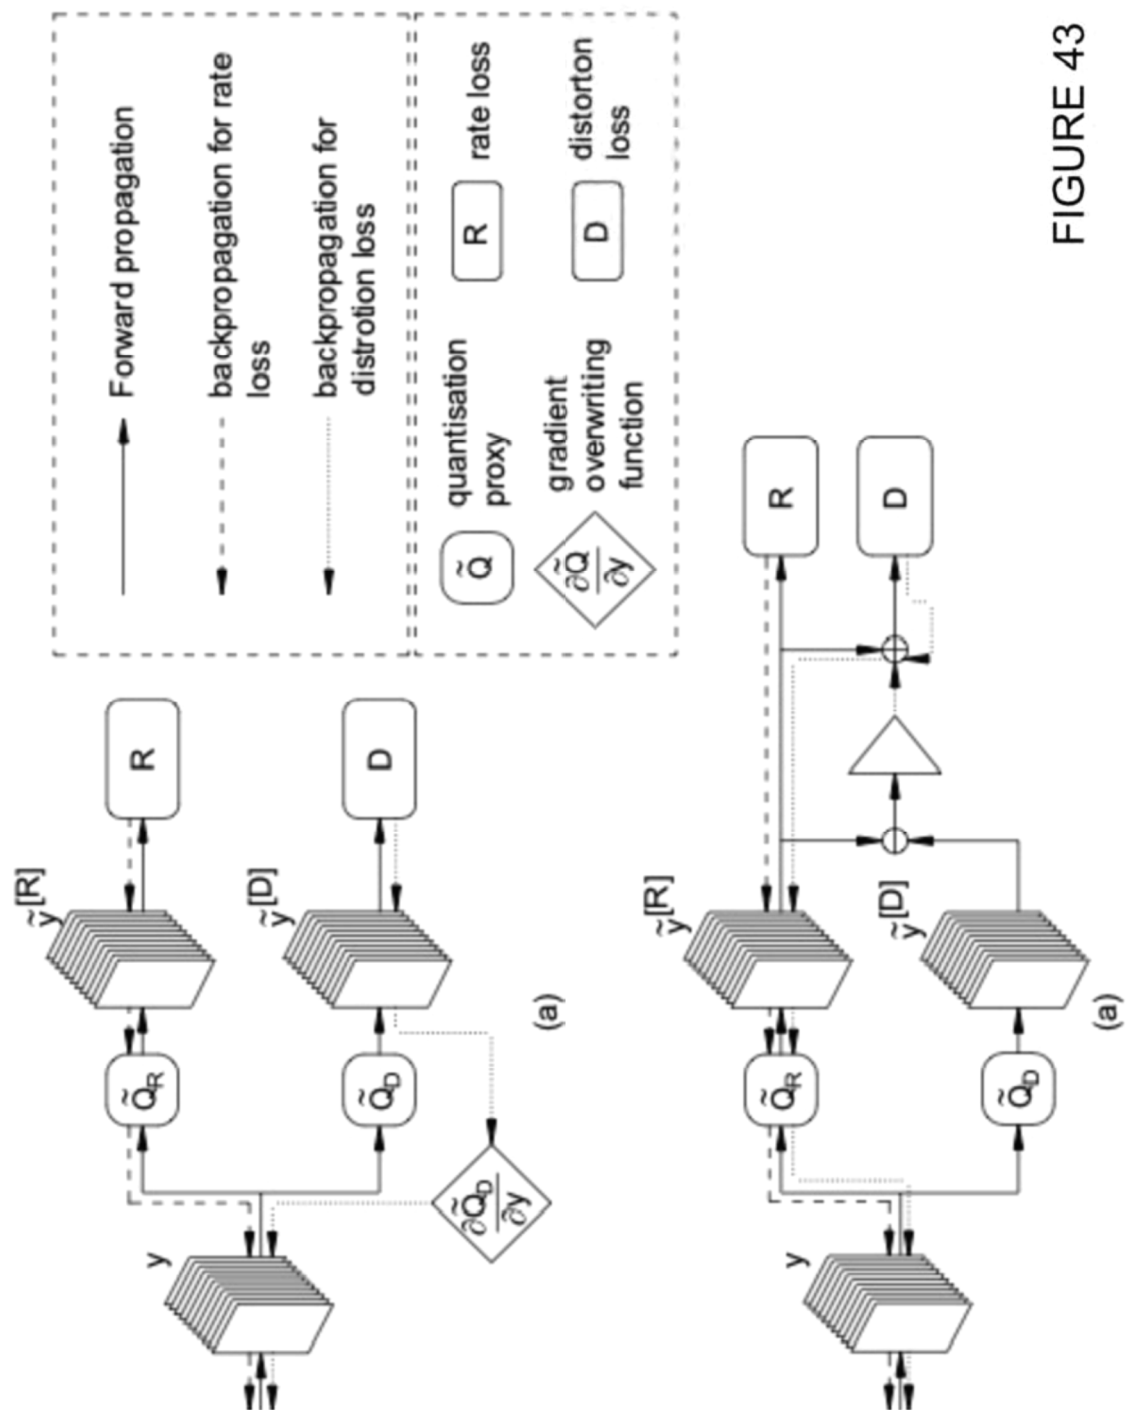 ỹ[R]
Q̃R
R
y
ỹ[D]
Q̃D
D
∂Q̃D
∂y
(a)
Forward propagation
backpropagation for rate
loss
backpropagation for
distrotion loss
Q̃
quantisation
proxy
R
rate loss
∂Q̃
∂y
gradient
overwriting
function
D
distorton
loss
ỹ[R]
Q̃R
R
y
D
ỹ[D]
Q̃D
(a)
FIGURE 43